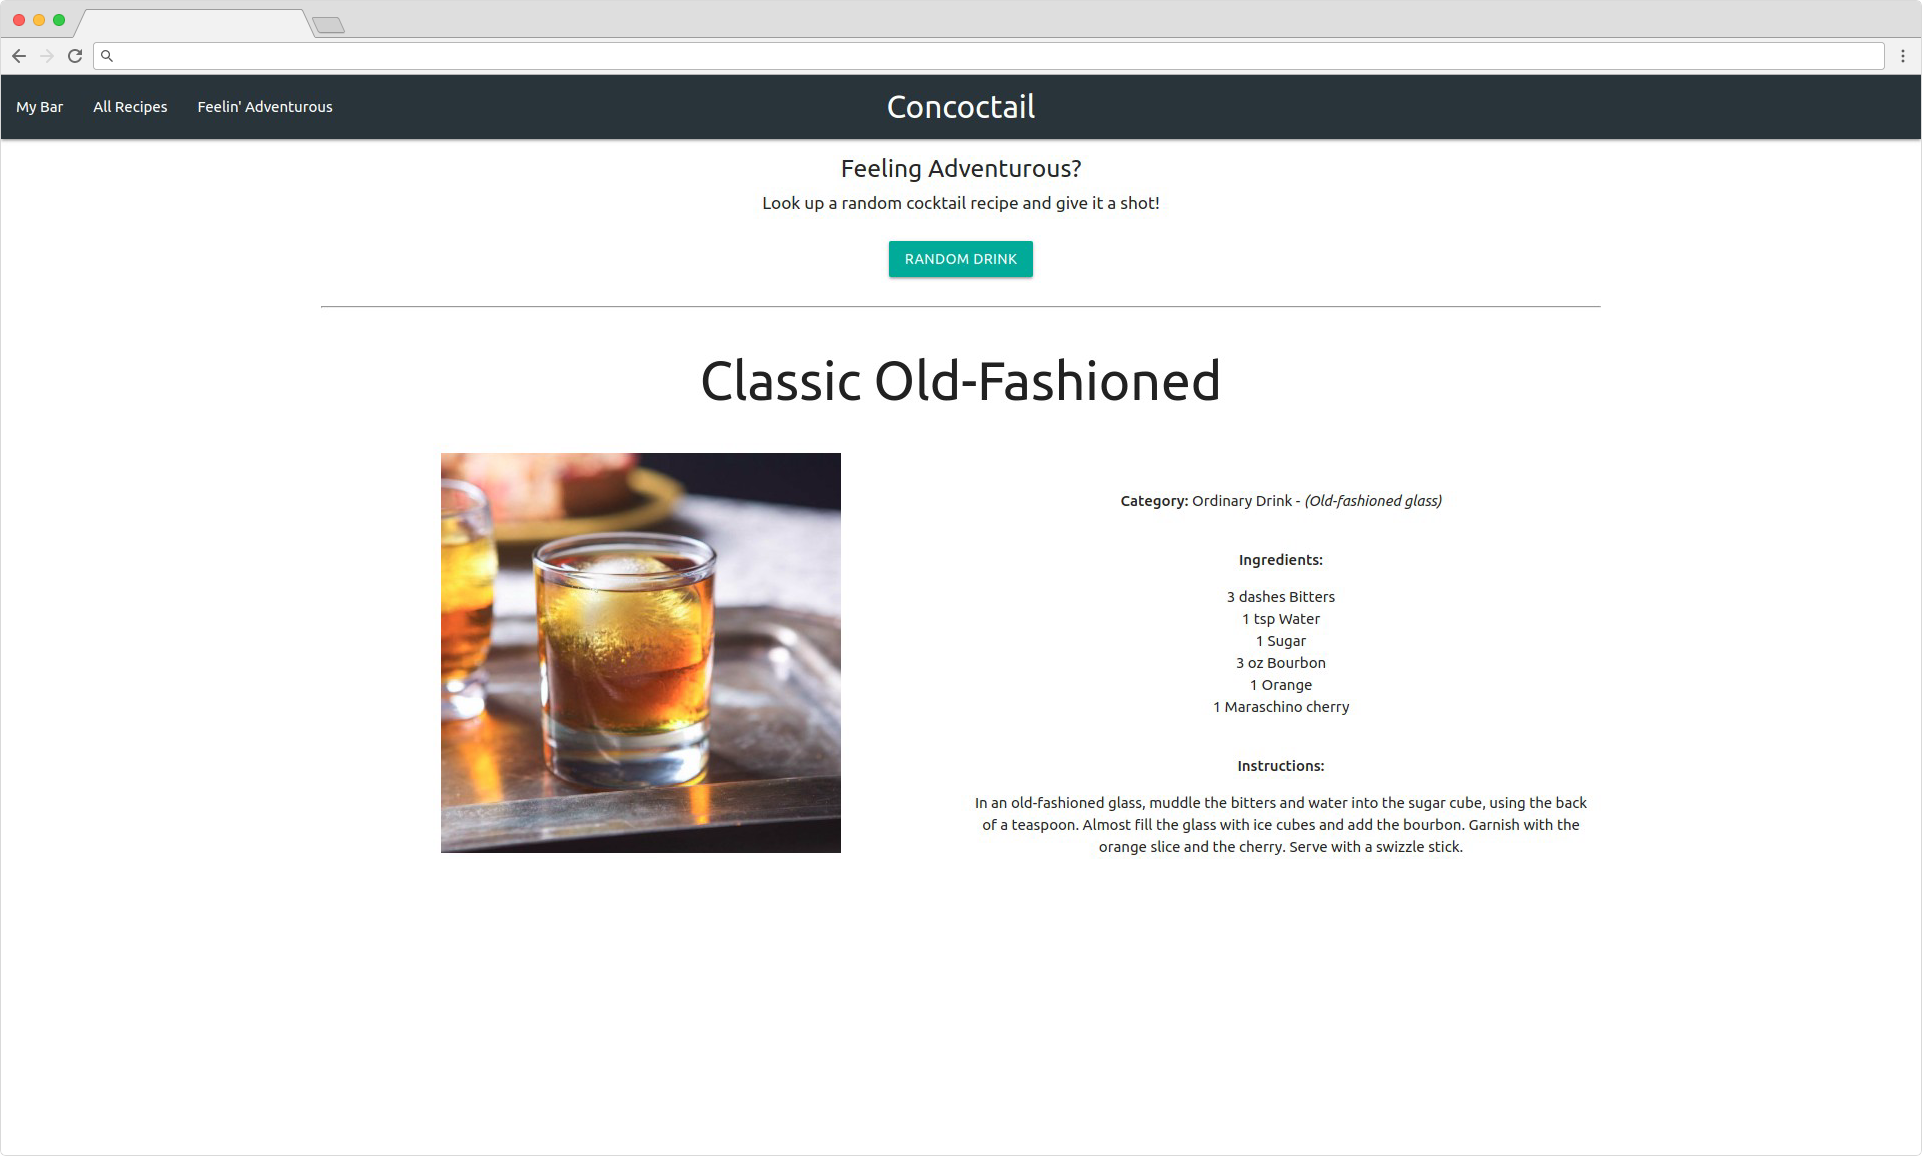 My Bar
All Recipes
Feelin' Adventurous
Concoctail
Feeling Adventurous?
Look up a random cocktail recipe and give it a shot!
RANDOM DRINK
Classic Old-Fashioned
Category: Ordinary Drink - (Old-fashioned glass)
Ingredients:
3 dashes Bitters
1 tsp Water
1 Sugar
3 oz Bourbon
1 Orange
1 Maraschino cherry
Instructions:
In an old-fashioned glass, muddle the bitters and water into the sugar cube, using the back
of a teaspoon. Almost fill the glass with ice cubes and add the bourbon. Garnish with the
orange slice and the cherry. Serve with a swizzle stick.